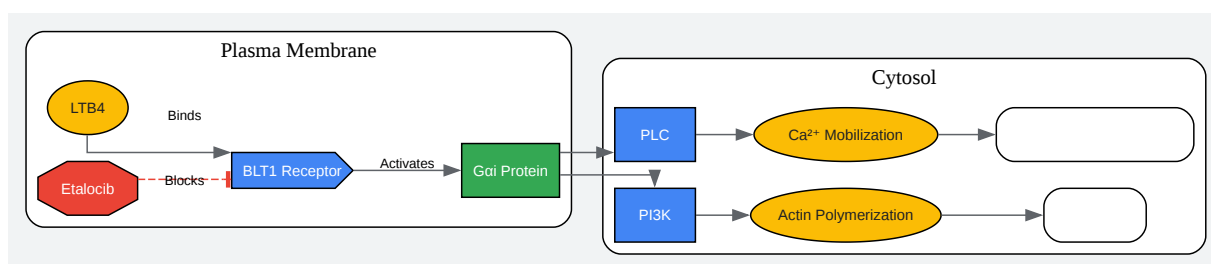 Plasma Membrane
Cytosol
LTB4
Binds
PLC
Ca²⁺ Mobilization
Etalocib
Blocks
BLT1 Receptor
Activates
Gαi Protein
PI3K
Actin Polymerization